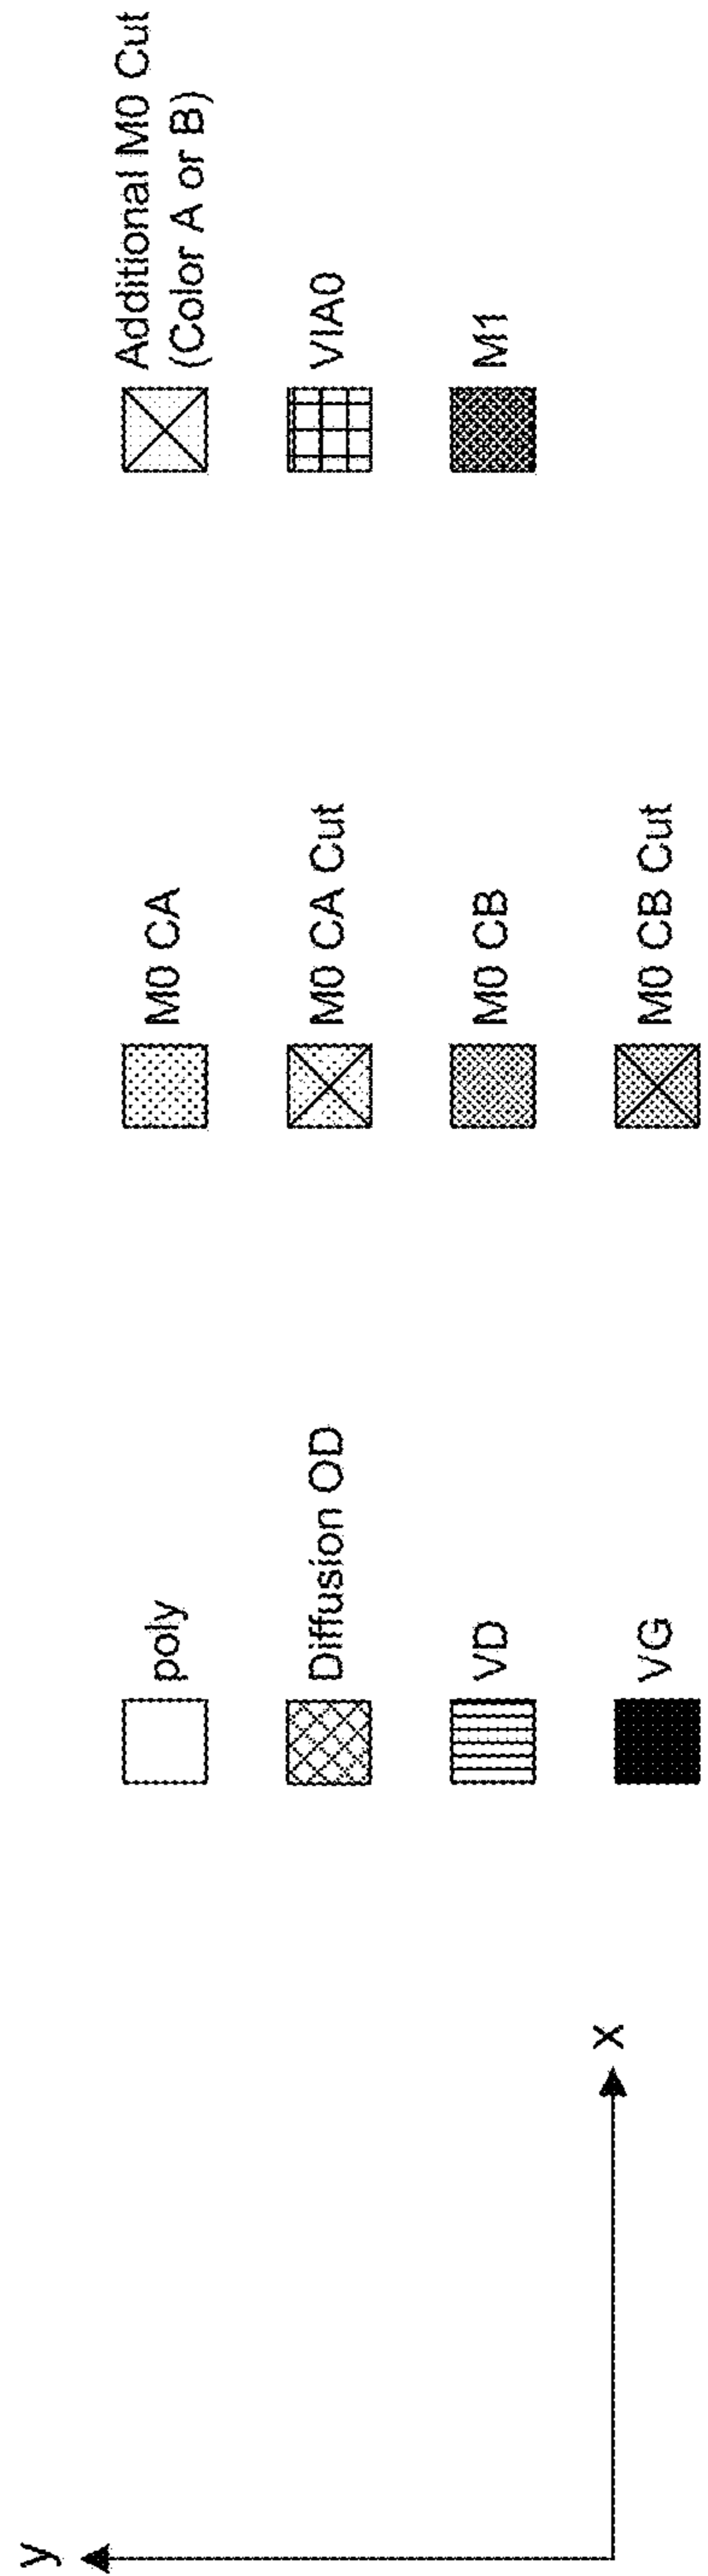 y
x
poly
Diffusion OD
VD
VG
M0 CA
M0 CA Cut
M0 CB
M0 CB Cut
Additional M0 Cut
(Color A or B)
VIA0
M1